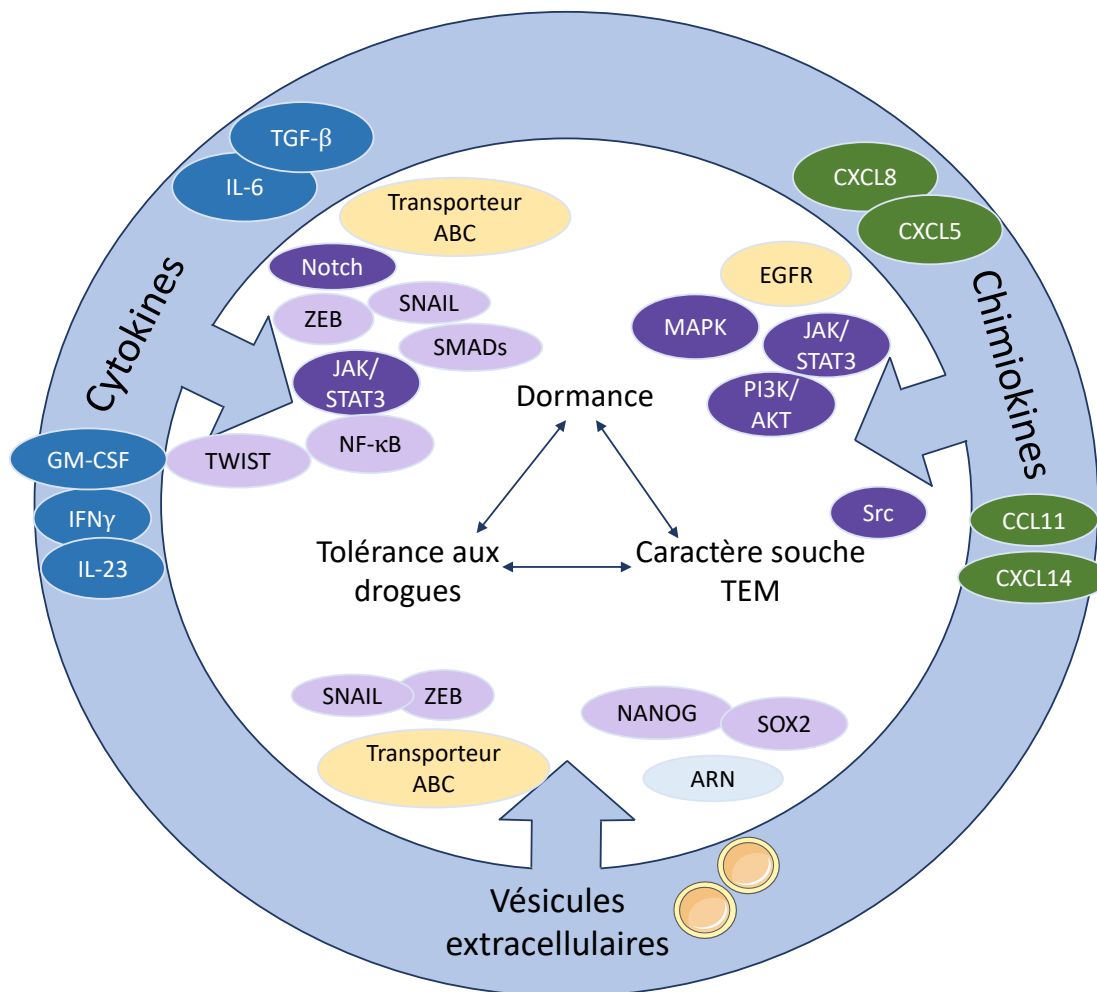 TGF-β
IL-6
Cytokines
GM-CSF
IFNγ
IL-23
Transporteur
ABC
Notch
ZEB
SNAIL
SMADs
JAK/
STAT3
NF-κB
TWIST
CXCL8
CXCL5
Chimiokines
CCL11
CXCL14
EGFR
MAPK
JAK/
STAT3
PI3K/
AKT
Src
Dormance
Tolérance aux
drogues
Caractère souche
TEM
SNAIL
ZEB
Transporteur
ABC
NANOG
SOX2
ARN
Vésicules
extracellulaires